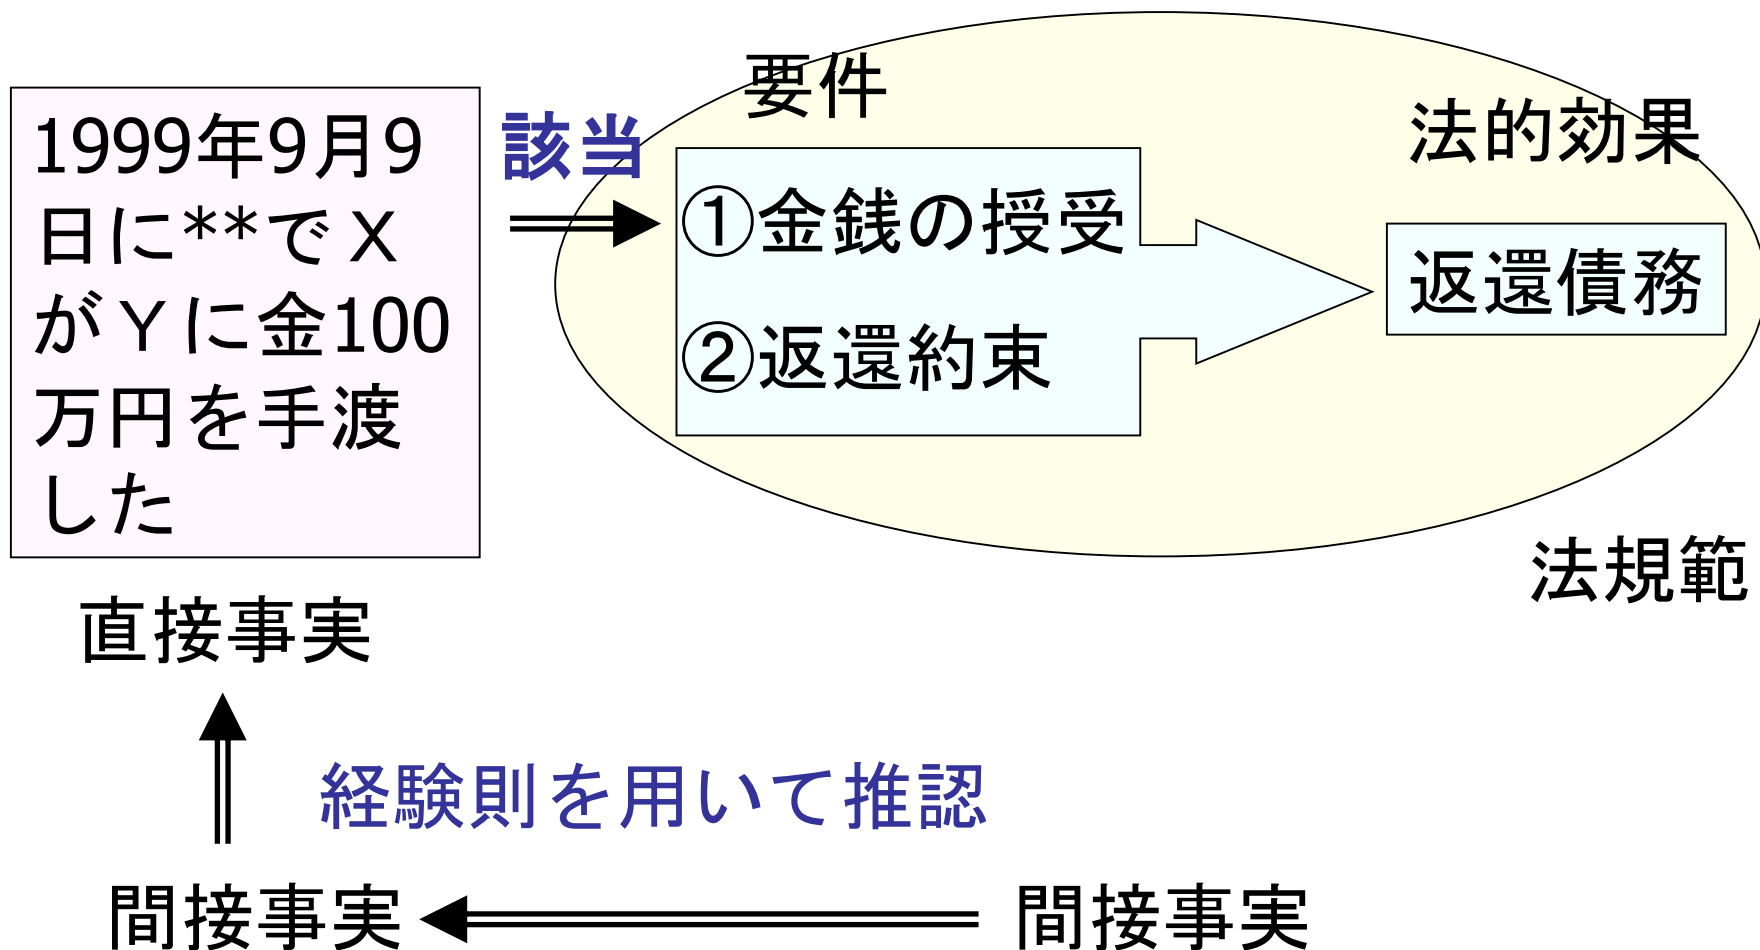 要件
法的効果
該当
1999年9月9
日に**でＸ
がＹに金100
万円を手渡
した
①金銭の授受
②返還約束
返還債務
法規範
直接事実
経験則を用いて推認
間接事実
間接事実